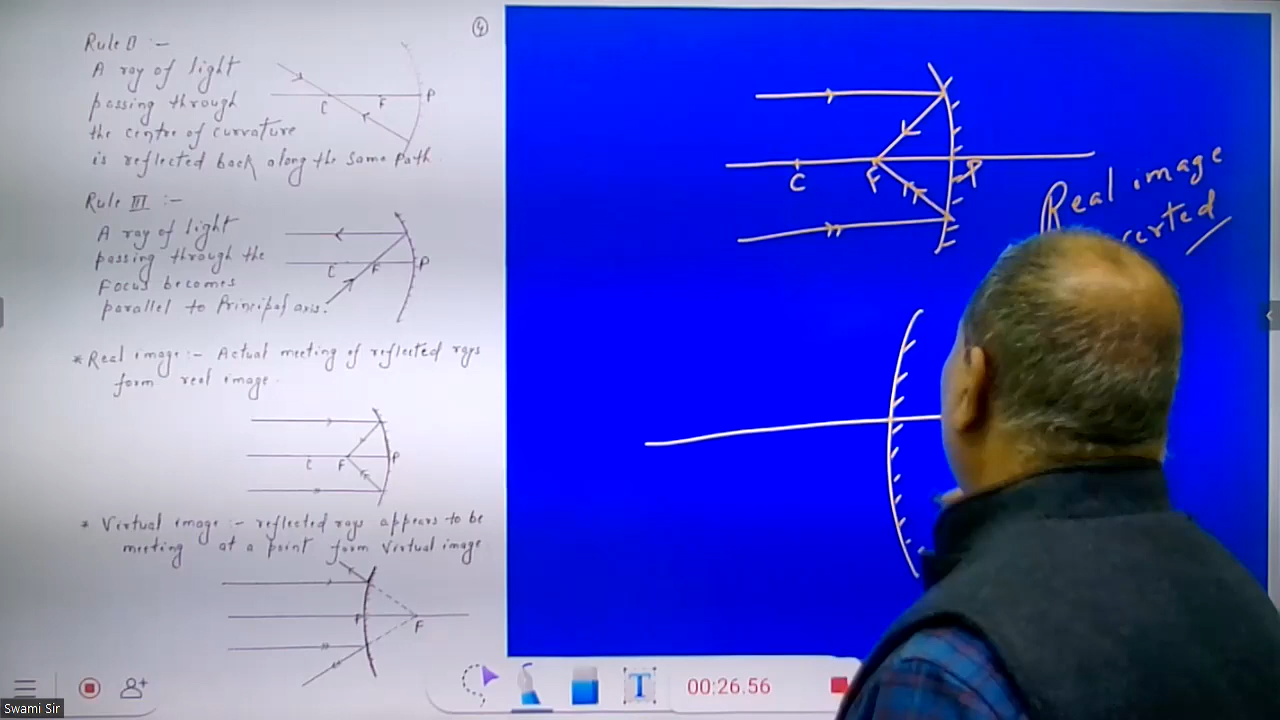 4
Rule II :-
A ray of light
passing through
the centre of curvature
is reflected back along the same path.
C F P
Rule III :-
A ray of light
passing through the
Focus becomes
parallel to Principal axis.
C F P
*Real image:- Actual meeting of reflected rays
form real image.
C F P
* Virtual image:- reflected rays appears to be
meeting at a point form Virtual image
P F
C F P
Real image
T
00:26.56
Swami Sir